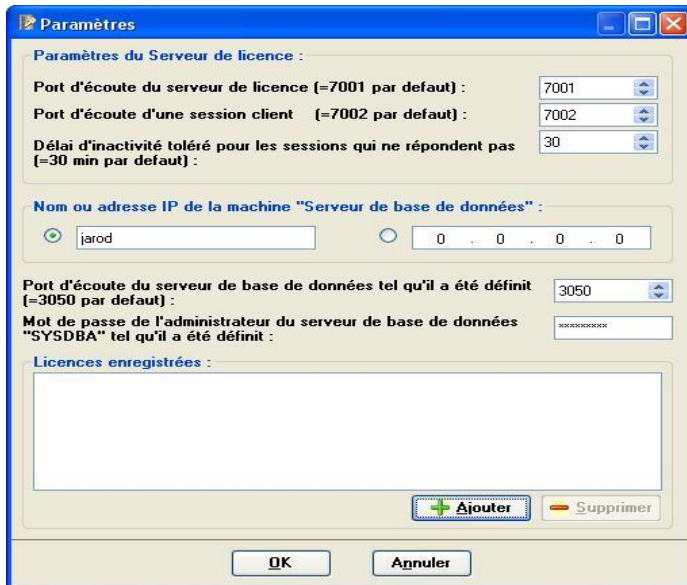 Paramètres
Paramètres du Serveur de licence :
Port d'écoute du serveur de licence (=7001 par defaut) :
7001
Port d'écoute d'une session client (=7002 par defaut) :
7002
Délai d'inactivité toléré pour les sessions qui ne répondent pas
(=30 min par defaut) :
30
Nom ou adresse IP de la machine "Serveur de base de données" :
jarod
0 . 0 . 0 . 0
Port d'écoute du serveur de base de données tel qu'il a été définit
(=3050 par defaut) :
3050
Mot de passe de l'administrateur du serveur de base de données
"SYSDBA" tel qu'il a été définit :
*********
Licences enregistrées :
Ajouter
Supprimer
OK
Annuler